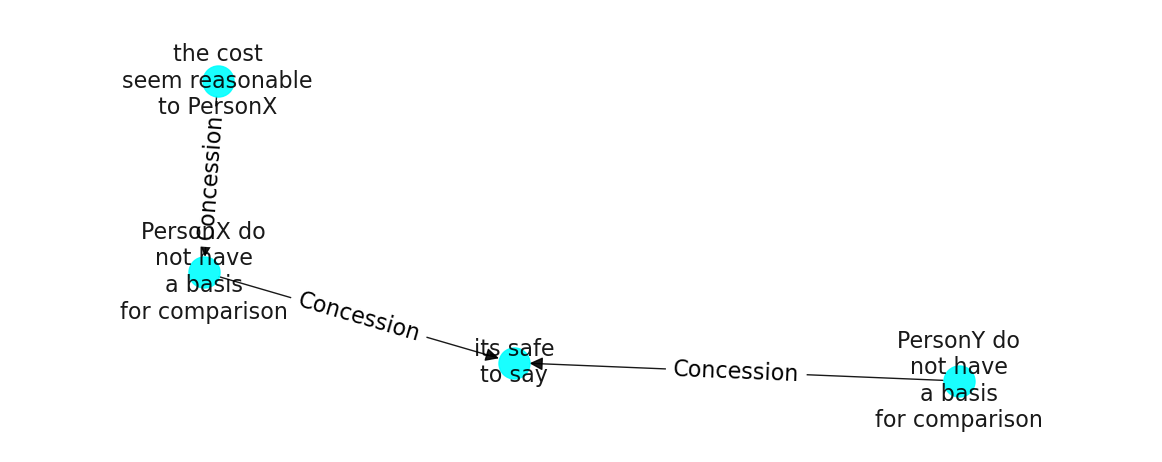 the cost
seem reasonable
to PersonX
Concession
PersonX do
not have
a basis
for comparison
Concession
its safe
to say
Concession
PersonY do
not have
a basis
for comparison